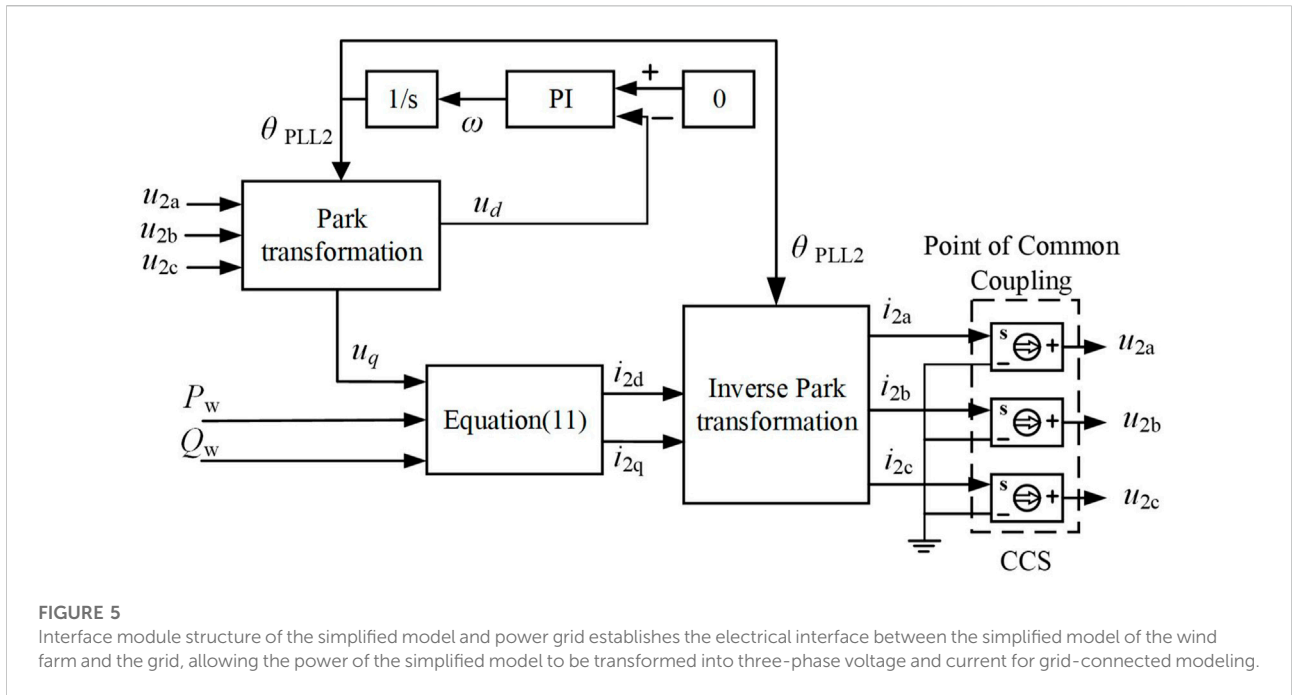 1/s
PI
+
0
−
ω
θ PLL2
u2a
u2b
u2c
Park
transformation
ud
θ PLL2
Point of Common
Coupling
uq
Pw
Qw
Equation(11)
i2d
i2q
Inverse Park
transformation
i2a
i2b
i2c
s
+
−
u2a
s
+
−
u2b
s
+
−
u2c
CCS
FIGURE 5
Interface module structure of the simplified model and power grid establishes the electrical interface between the simplified model of the wind
farm and the grid, allowing the power of the simplified model to be transformed into three-phase voltage and current for grid-connected modeling.